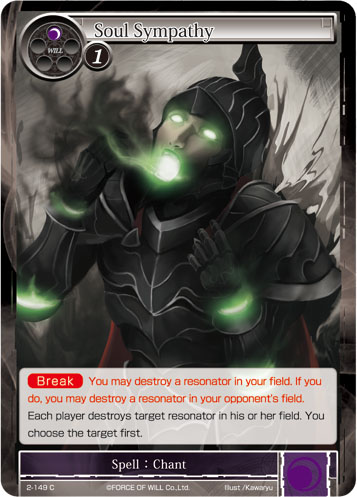 Soul Sympathy
WILL
1
Break You may destroy a resonator in your field. If you
do, you may destroy a resonator in your opponent's field.
Each player destroys target resonator in his or her field. You
choose the target first.
Spell : Chant
2-149 C ©FORCE OF WILL Co.,Ltd. Illust /Kawaryu